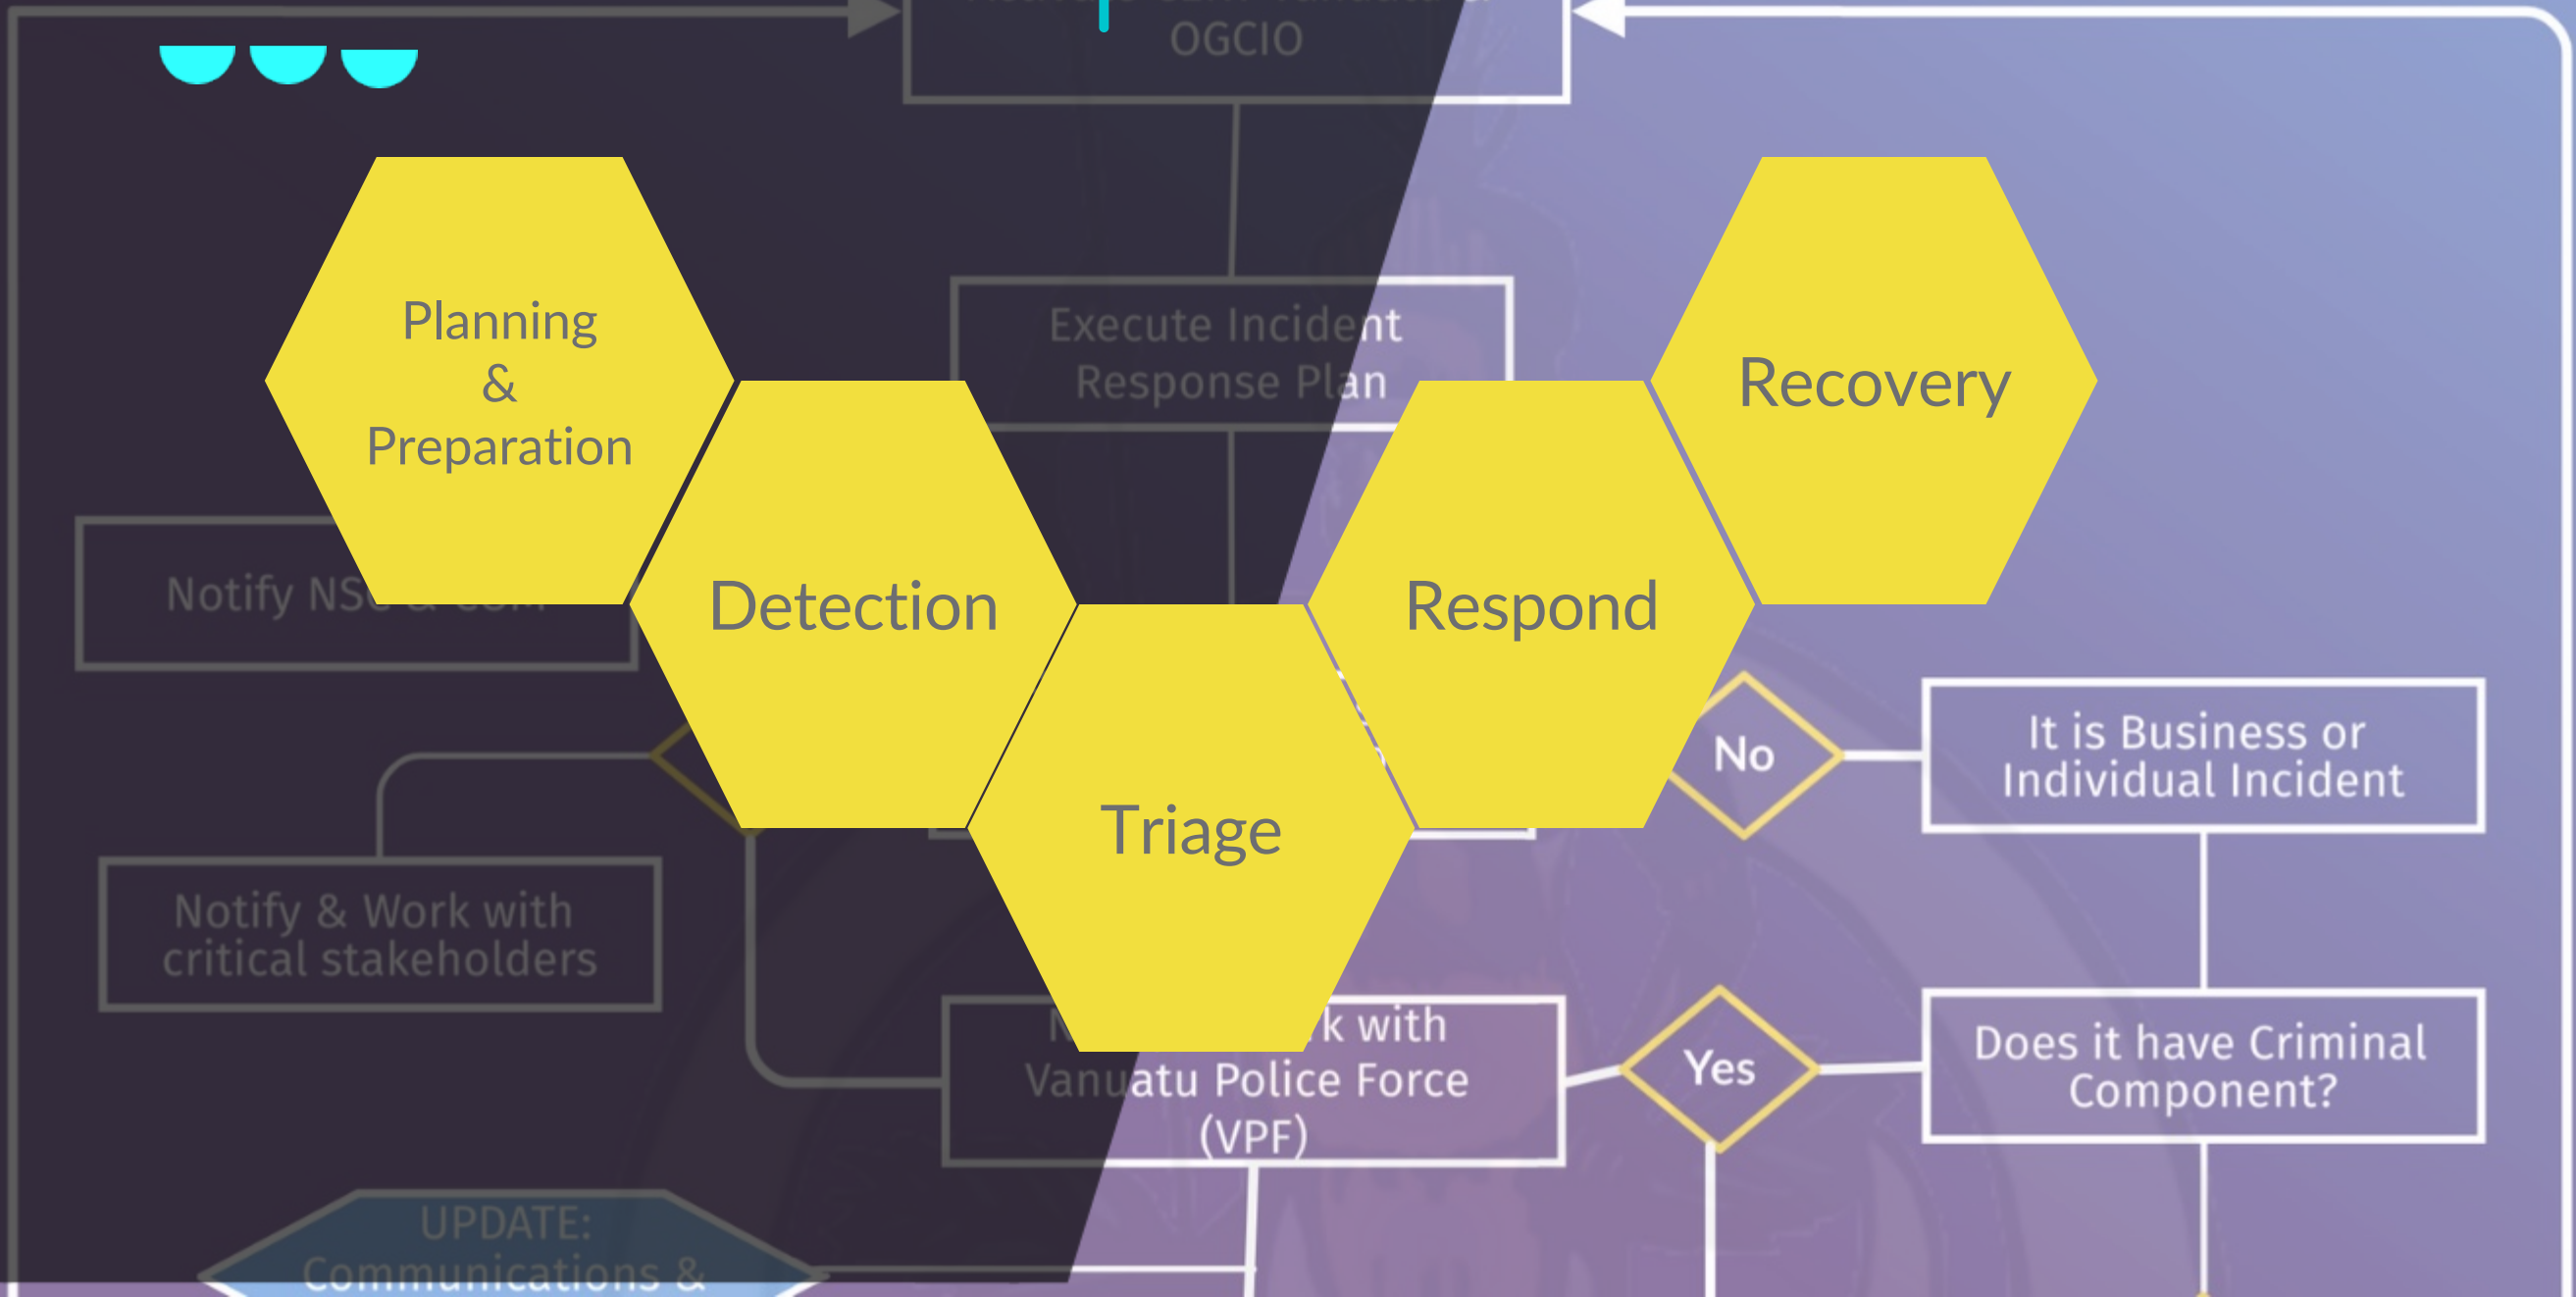 OGCIO
Execute Incident
Response Plan
Planning
&
Preparation
Recovery
Detection
Respond
Notify
Triage
No
It is Business or
Individual Incident
Notify & Work with
critical stakeholders
with
Vanuatu Police Force
(VPF)
Yes
Does it have Criminal
Component?
UPDATE:
Communications &